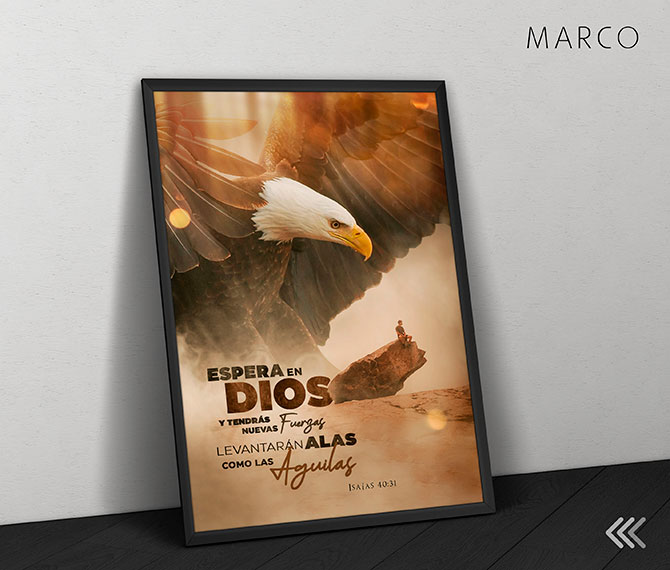 MARCO
ESPERA EN
DIOS
Y TENDRÁS
NUEVAS Fuerzas
LEVANTARÁN ALAS
COMO LAS Águilas
ISAÍAS 40:31